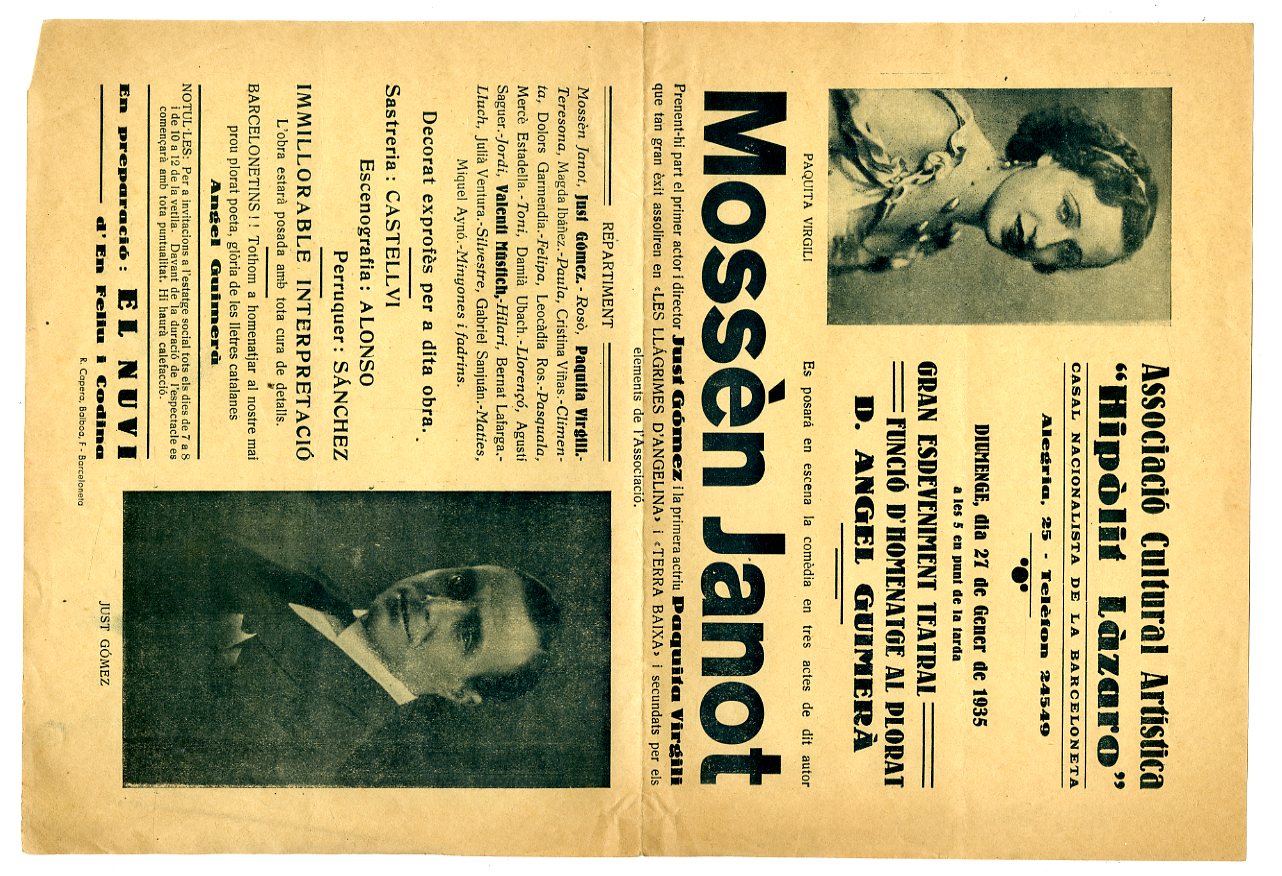 Associació Cultural Artística
“Hipòlit Làzaro”
CASAL NACIONALISTA DE LA BARCELONETA
Alegria, 25 - Telèfon 24549
DIUMENGE, dia 27 de Gener de 1935
a les 5 en punt de la tarda
GRAN ESDEVENIMENT TEATRAL
FUNCIÓ D'HOMENATGE AL PLORAT
D. ANGEL GUIMERÀ
PAQUITA VIRGILI
Es posará en escena la comèdia en tres actes de dit autor
Mossèn Janot
Prenent-hi part el primer actor i director Just Gómez i la primera actriu Paquita Virgili
que tan gran èxit assoliren en «LES LLÁGRIMES D'ANGELINA» i «TERRA BAIXA» i secundats per els
elements de l'Associació.
REPARTIMENT
Mossèn Janot, Just Gómez.-Rosò, Paquita Virgili.-
Teresona, Magda Ibáñez.-Paula, Cristina Viñas.-Climen-
ta, Dolors Garmendia.-Felipa, Leocàdia Ros.-Pasquala,
Mercè Estadella.-Toni, Damià Ubach.-Llorençó, Agustí
Saguer.-Jordi, Valentí Mústich,-Hilari, Bernat Lafarga.-
Lluch, Julià Ventura.-Silvestre, Gabriel Sanjuán.-Maties,
Miquel Aynó.-Minyones i fadrins.
Decorat exprofès per a dita obra.
Sastreria: CASTELLVI
Escenografia: ALONSO
Perruquer: SÁNCHEZ
IMMILLORABLE INTERPRETACIÓ
L'obra estarà posada amb tota cura de detalls.
BARCELONETINS!! Tothom a homenatjar al nostre mai
prou plorat poeta, glòria de les lletres catalanes
Angel Guimerà
NOTUL·LES: Per a invitacions a l'estatge social tots els dies de 7 a 8
i de 10 a 12 de la vetlla. Davant de la duració de l'espectacle es
començarà amb tota puntualitat. Hi haurà calefacció.
En preparació: EL NUVI
d'En Feliu i Codina
JUST GÓMEZ
R. Capera, Balboa, F - Barceloneta